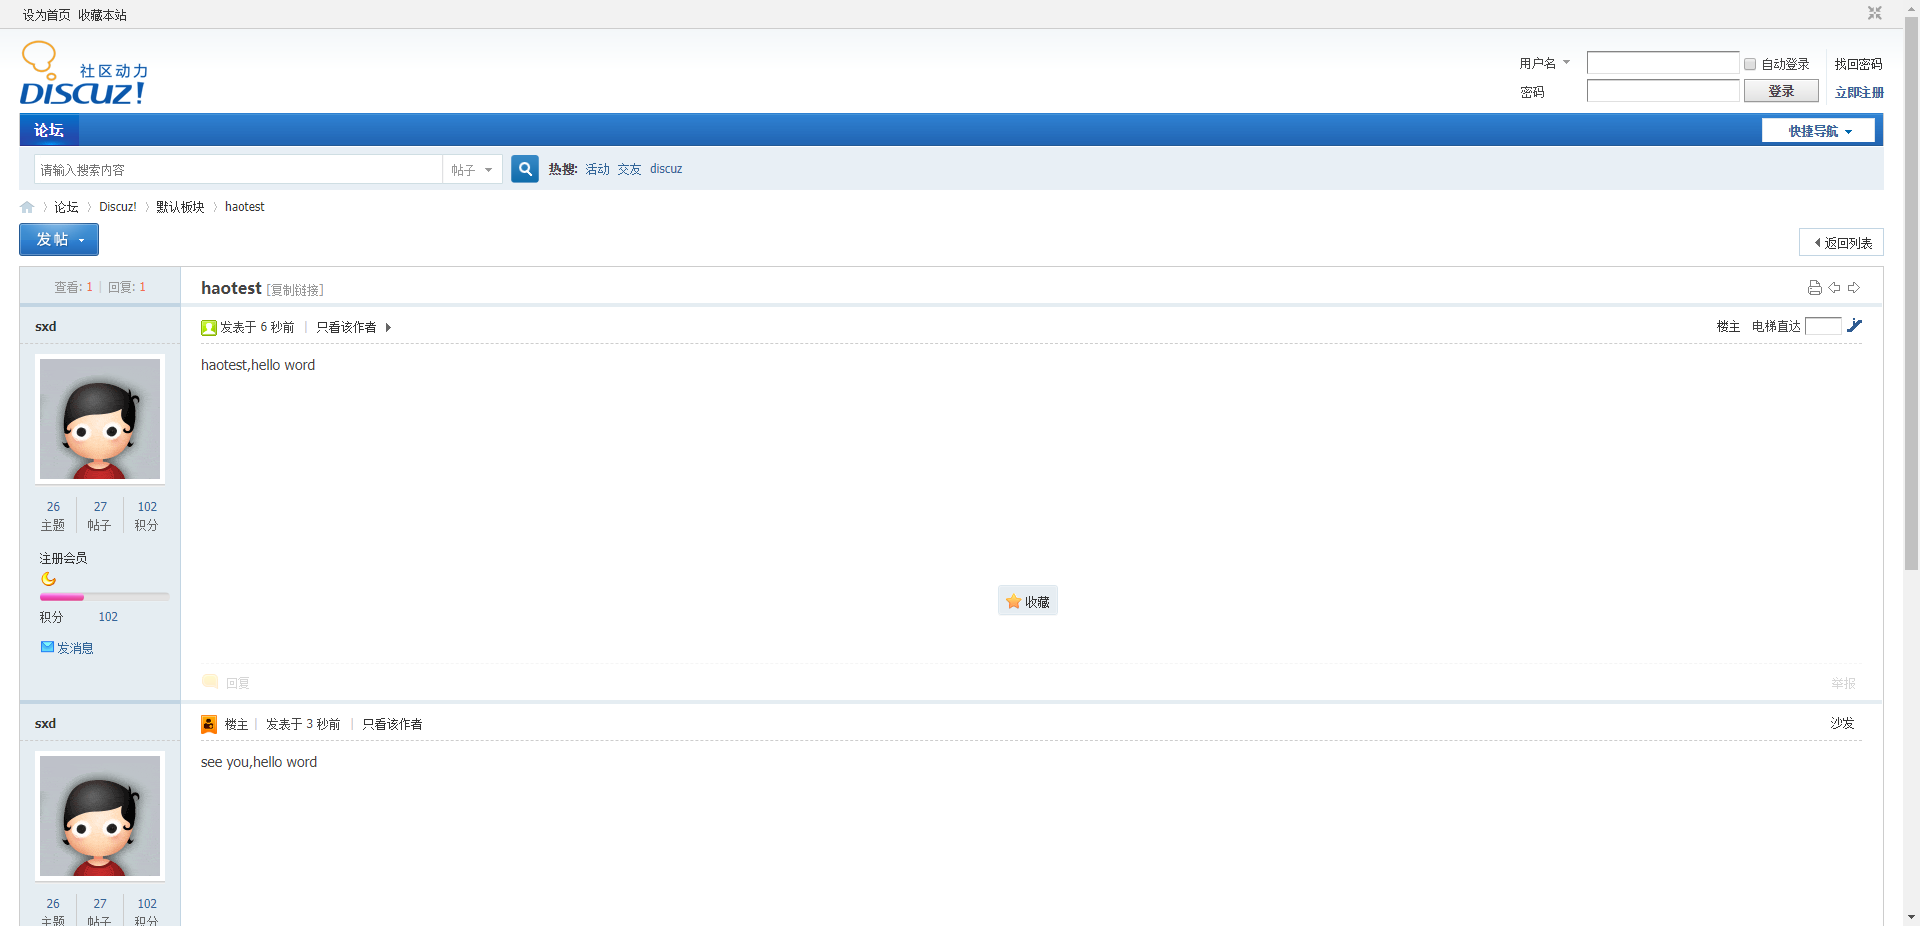 设为首页 收藏本站
社区动力
DISCUZ!
用户名
自动登录 找回密码
密码
登录 立即注册
论坛
快捷导航
请输入搜索内容 帖子 热搜: 活动 交友 discuz
论坛 Discuz! 默认板块 haotest
发帖
返回列表
查看: 1 回复: 1
haotest [复制链接]
sxd
发表于 6 秒前 只看该作者
楼主 电梯直达
haotest,hello word
26 27 102
主题 帖子 积分
注册会员
积分 102
发消息
收藏
回复
举报
sxd
楼主 发表于 3 秒前 只看该作者
沙发
see you,hello word
26 27 102
主题 帖子 积分